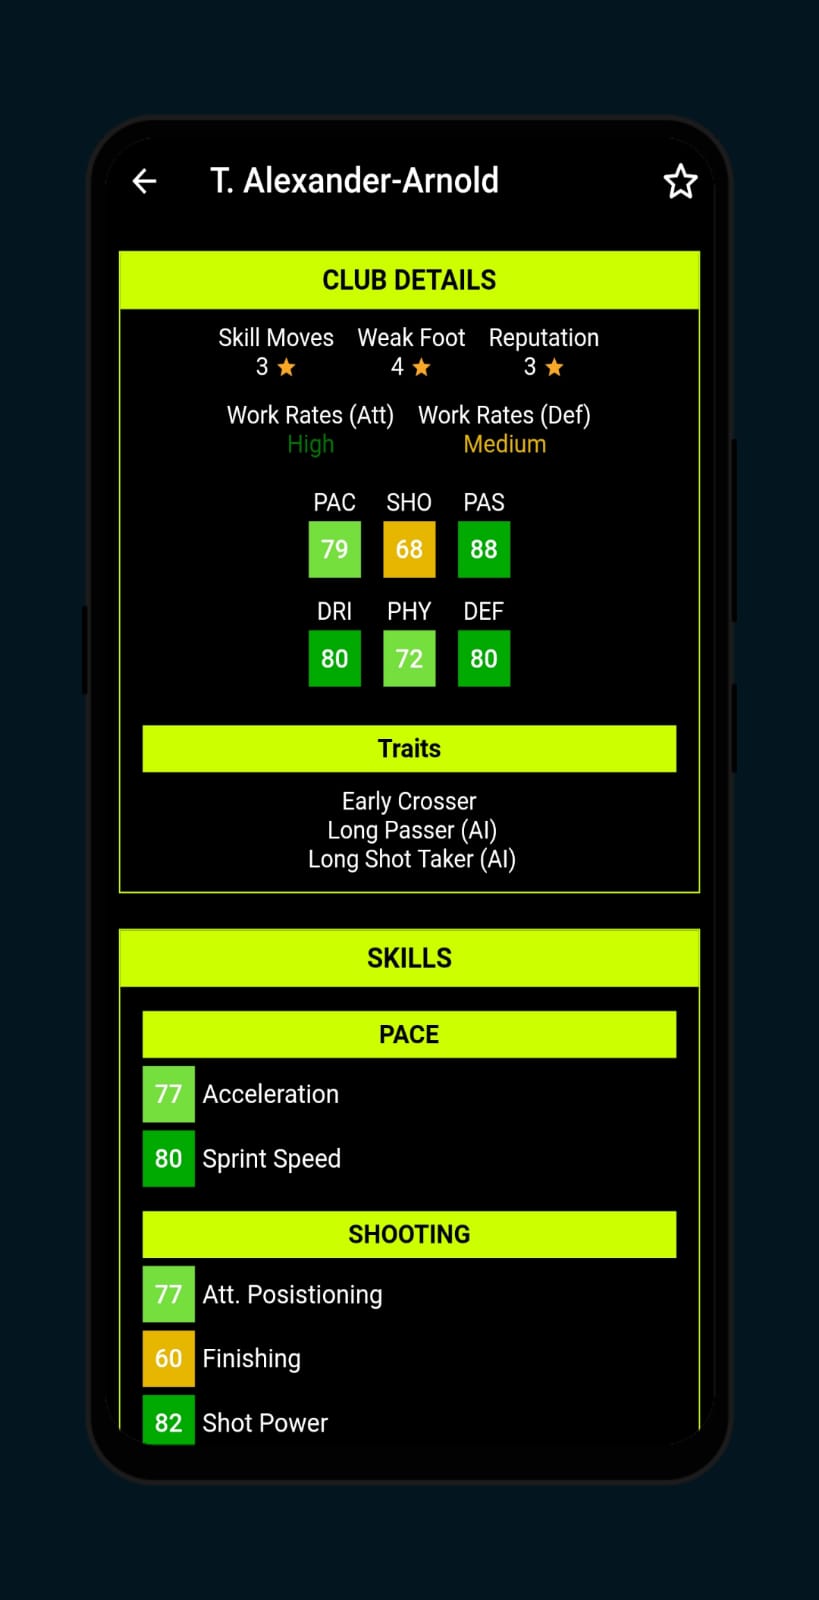 T. Alexander-Arnold
CLUB DETAILS
Skill Moves Weak Foot Reputation
3 4 3
Work Rates (Att) Work Rates (Def)
High Medium
PAC SHO PAS
79 68 88
DRI PHY DEF
80 72 80
Traits
Early Crosser
Long Passer (AI)
Long Shot Taker (AI)
SKILLS
PACE
77 Acceleration
80 Sprint Speed
SHOOTING
77 Att. Posistioning
60 Finishing
82 Shot Power